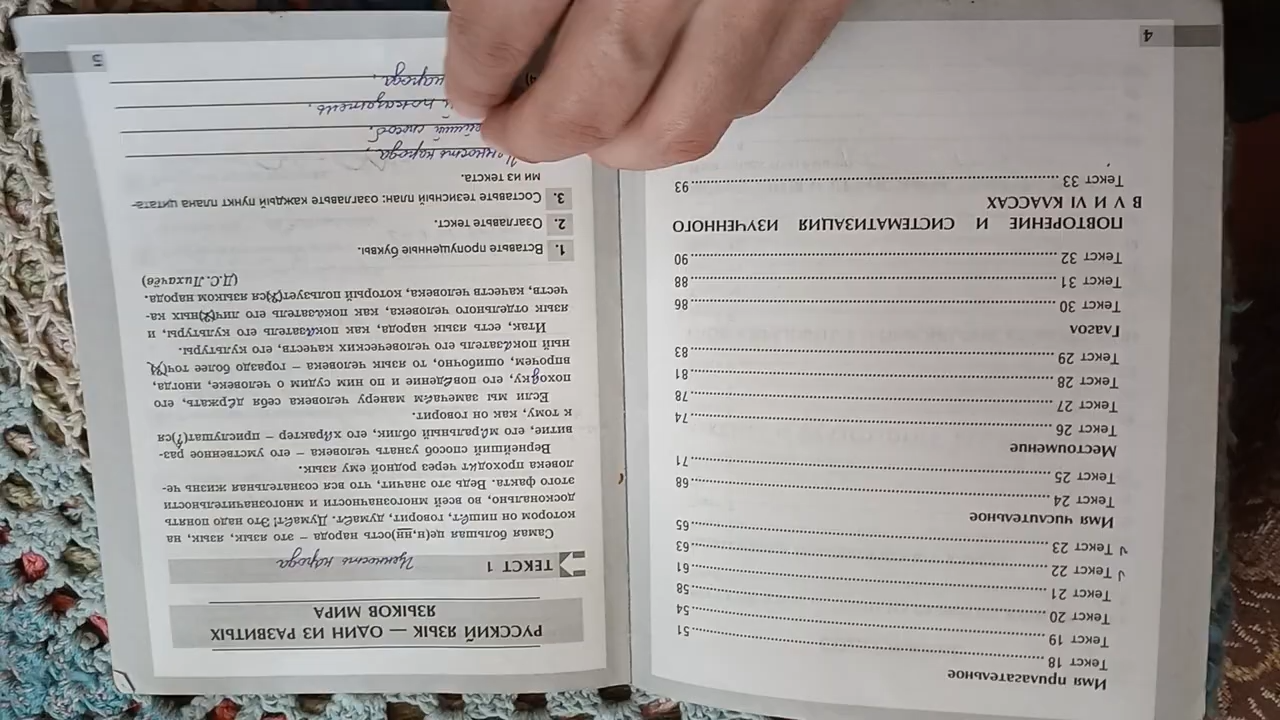 4
Имя прилагательное
Текст 18 51
Текст 19 54
Текст 20 58
Текст 21 61
√ Текст 22 63
√ Текст 23 65
Имя числительное
Текст 24 68
Текст 25 71
Местоимение
Текст 26 74
Текст 27 78
Текст 28 81
Текст 29 83
Глагол
Текст 30 86
Текст 31 88
Текст 32 90
ПОВТОРЕНИЕ И СИСТЕМАТИЗАЦИЯ ИЗУЧЕННОГО
В V И VI КЛАССАХ
Текст 33 93
РУССКИЙ ЯЗЫК — ОДИН ИЗ РАЗВИТЫХ
ЯЗЫКОВ МИРА
ТЕКСТ 1 Ценность народа
Самая большая це(н,нн)ость народа – это язык, язык, на
котором он пишет, говорит, думает. Думает! Это надо понять
досконально, во всей многозначности и многозначительности
этого факта. Ведь это значит, что вся сознательная жизнь че-
ловека проходит через родной ему язык.
Вернейший способ узнать человека – его умственное раз-
витие, его моральный облик, его характер – прислушат(?)ся
к тому, как он говорит.
Если мы замечаем манеру человека себя держать, его
походку, его поведение и по ним судим о человеке, иногда,
впрочем, ошибочно, то язык человека – гораздо более точ
ный показатель его человеческих качеств, его культуры.
Итак, есть язык народа, как показатель его культуры, и
язык отдельного человека, как показатель его лич ных ка-
честв, качеств человека, который пользует ся языком народа.
(Д.С.Лихачёв)
1. Вставьте пропущенные буквы.
2. Озаглавьте текст.
3. Составьте тезисный план: озаглавьте каждый пункт плана цитата-
ми из текста.
Ценность народа,
ейший способ.
й показатель.
народа,
5